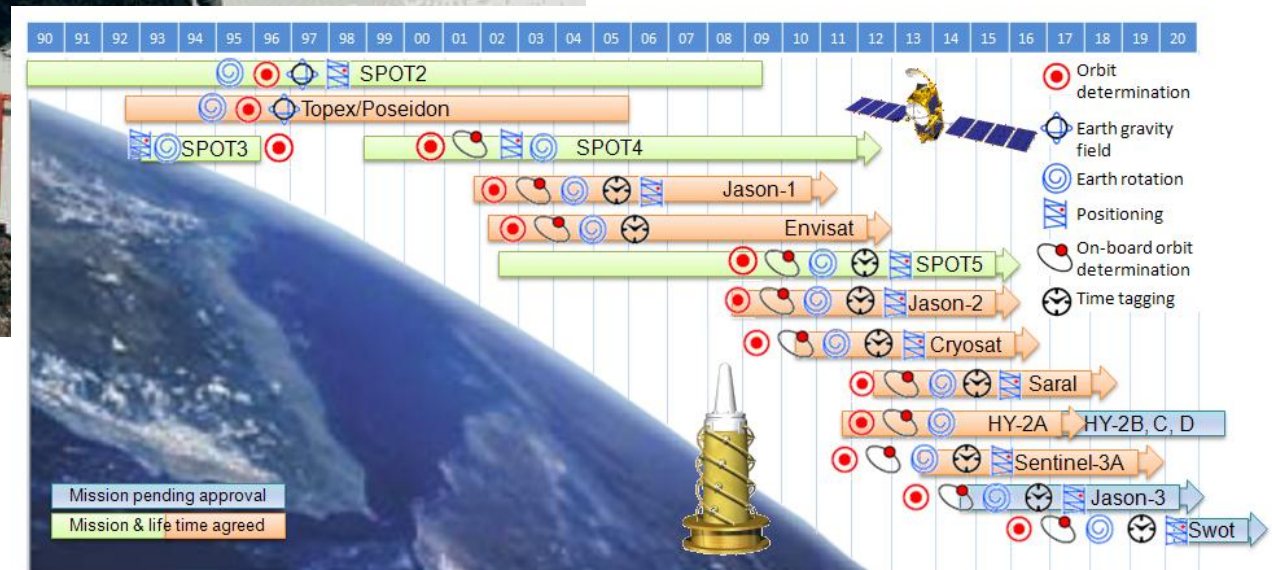 90 91 92 93 94 95 96 97 98 99 00 01 02 03 04 05 06 07 08 09 10 11 12 13 14 15 16 17 18 19 20
SPOT2
Topex/Poseidon
SPOT3
SPOT4
Jason-1
Envisat
SPOT5
Jason-2
Cryosat
Saral
HY-2A HY-2B, C, D
Sentinel-3A
Jason-3
Swot
Orbit
determination
Earth gravity
field
Earth rotation
Positioning
On-board orbit
determination
Time tagging
Mission pending approval
Mission & life time agreed